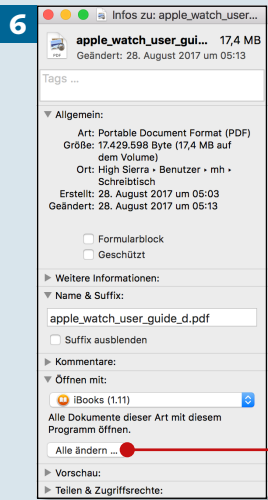 6
Infos zu: apple_watch_user...
PDF
apple_watch_user_gui... 17,4 MB
Geändert: 28. August 2017 um 05:13
Tags ...
Allgemein:
Art: Portable Document Format (PDF)
Größe: 17.429.598 Byte (17,4 MB auf
dem Volume)
Ort: High Sierra ▸ Benutzer ▸ mh ▸
Schreibtisch
Erstellt: 28. August 2017 um 05:03
Geändert: 28. August 2017 um 05:13
Formularblock
Geschützt
Weitere Informationen:
Name & Suffix:
apple_watch_user_guide_d.pdf
Suffix ausblenden
Kommentare:
Öffnen mit:
iBooks (1.11)
Alle Dokumente dieser Art mit diesem
Programm öffnen.
Alle ändern ...
Vorschau:
Teilen & Zugriffsrechte: